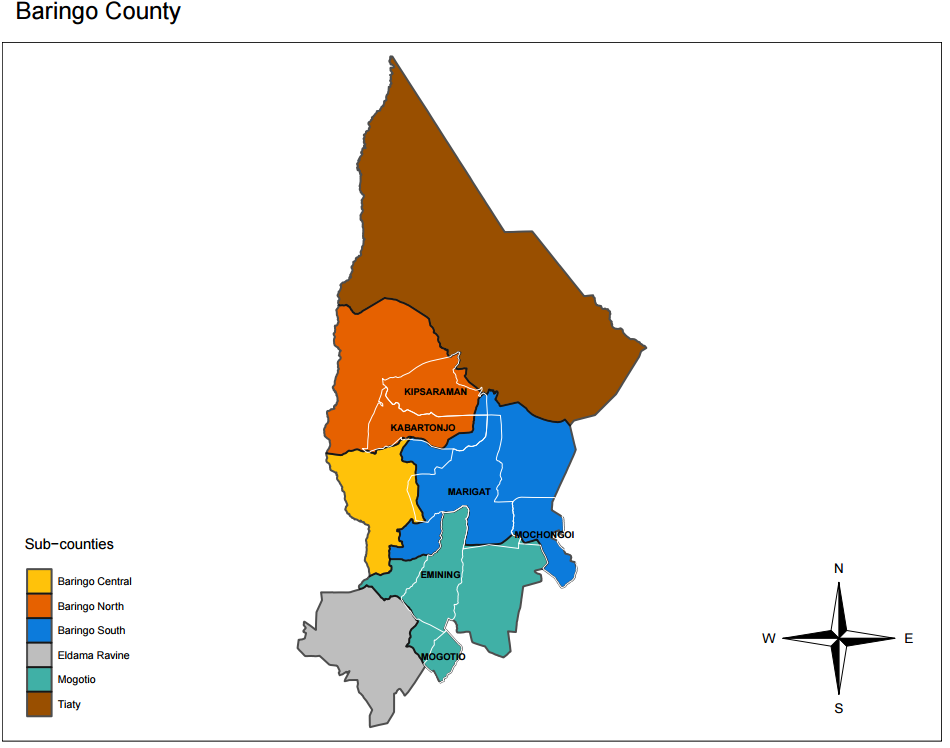 Baringo County
KIPSARAMAN
KABARTONJO
MARIGAT
MOCHONGOI
EMINING
MOGOTIO
Sub-counties
Baringo Central
Baringo North
Baringo South
Eldama Ravine
Mogotio
Tiaty
N
W E
S